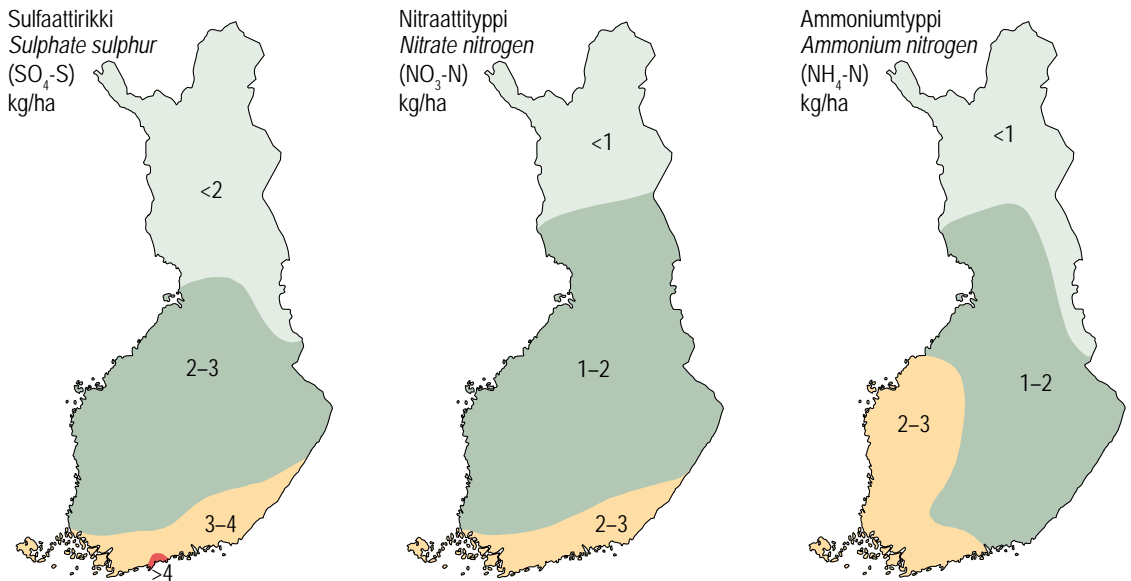 Sulfaattirikki
Sulphate sulphur
(SO₄-S)
kg/ha
<2
2–3
3–4
>4
Nitraattityppi
Nitrate nitrogen
(NO₃-N)
kg/ha
<1
1–2
2–3
Ammoniumtyppi
Ammonium nitrogen
(NH₄-N)
kg/ha
<1
1–2
2–3